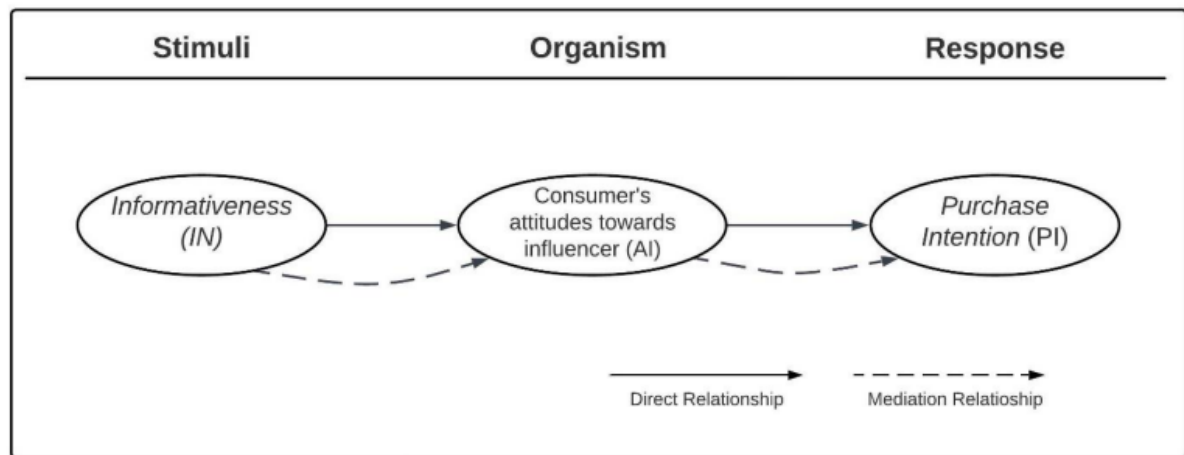 Stimuli Organism Response
Informativeness
(IN)
Consumer's
attitudes towards
influencer (AI)
Purchase
Intention (PI)
Direct Relationship
Mediation Relatioship